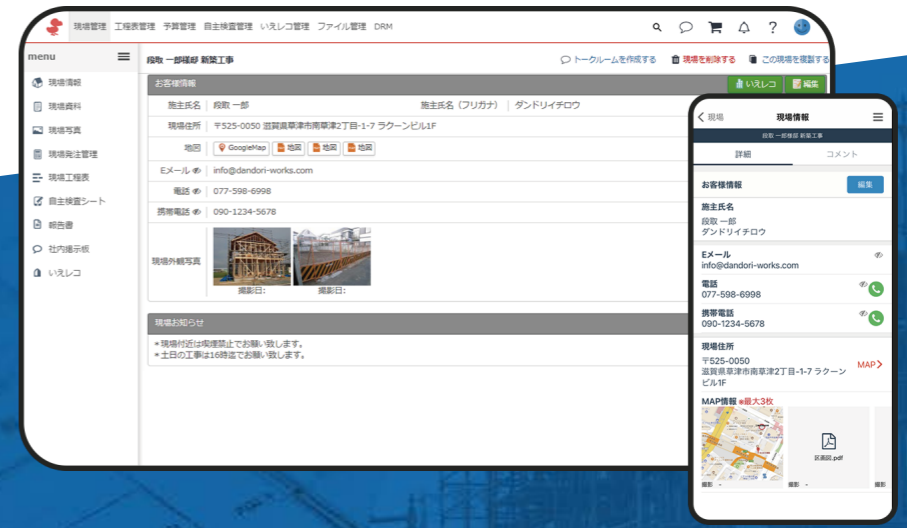 現場管理 工程表管理 予算管理 自主検査管理 いえレコ管理 ファイル管理 DRM
menu
現場情報
現場資料
現場写真
現場発注管理
現場工程表
自主検査シート
報告書
社内掲示板
いえレコ
段取 一郎様邸 新築工事
トークルームを作成する 現場を削除する この現場を複製する
お客様情報
いえレコ 編集
施主氏名 段取 一郎 施主氏名（フリガナ） ダンドリイチロウ
現場住所 〒525-0050 滋賀県草津市南草津2丁目-1-7 ラクーンビル1F
地図 GoogleMap 地図 地図 地図
Eメール info@dandori-works.com
電話 077-598-6998
携帯電話 090-1234-5678
現場外観写真
撮影日: 撮影日:
現場お知らせ
*現場付近は喫煙禁止でお願い致します。
*土日の工事は16時迄でお願い致します。
現場 現場情報
段取 一郎様邸 新築工事
詳細 コメント
お客様情報 編集
施主氏名
段取 一郎
ダンドリイチロウ
Eメール
info@dandori-works.com
電話
077-598-6998
携帯電話
090-1234-5678
現場住所
〒525-0050
滋賀県草津市南草津2丁目-1-7 ラクーン
ビル1F
MAP
MAP情報 ※最大3枚
区画図.pdf
撮影 - 撮影 - 撮影